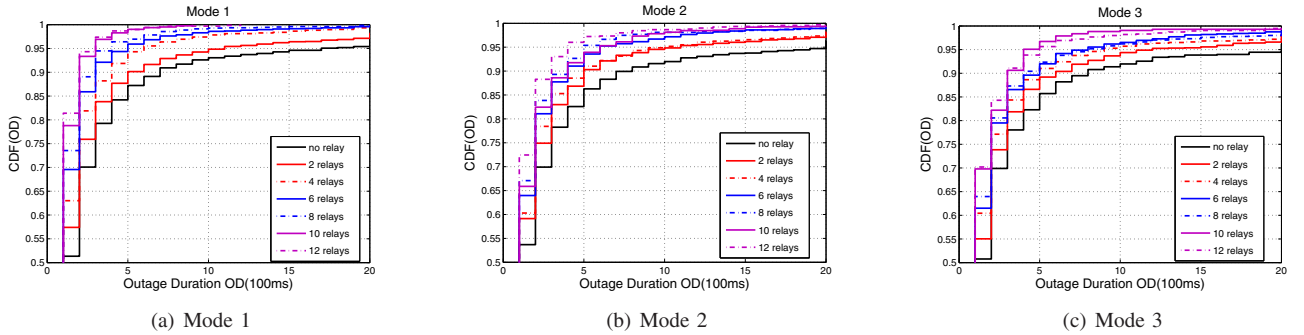 Mode 1
1
0.95
0.9
0.85
0.8
0.75
0.7
0.65
0.6
0.55
0.5
CDF(OD)
no relay
2 relays
4 relays
6 relays
8 relays
10 relays
12 relays
0 5 10 15 20
Outage Duration OD(100ms)
(a) Mode 1
Mode 2
1
0.95
0.9
0.85
0.8
0.75
0.7
0.65
0.6
0.55
0.5
CDF(OD)
no relay
2 relays
4 relays
6 relays
8 relays
10 relays
12 relays
0 5 10 15 20
Outage Duration OD(100ms)
(b) Mode 2
Mode 3
1
0.95
0.9
0.85
0.8
0.75
0.7
0.65
0.6
0.55
0.5
CDF(OD)
no relay
2 relays
4 relays
6 relays
8 relays
10 relays
12 relays
0 5 10 15 20
Outage Duration OD(100ms)
(c) Mode 3